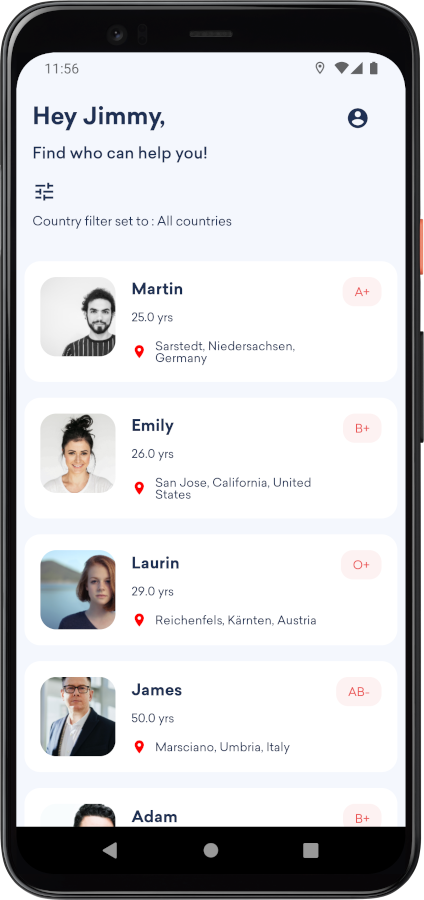 11:56
Hey Jimmy,
Find who can help you!
Country filter set to : All countries
Martin
A+
25.0 yrs
Sarstedt, Niedersachsen,
Germany
Emily
B+
26.0 yrs
San Jose, California, United
States
Laurin
O+
29.0 yrs
Reichenfels, Kärnten, Austria
James
AB-
50.0 yrs
Marsciano, Umbria, Italy
Adam
B+